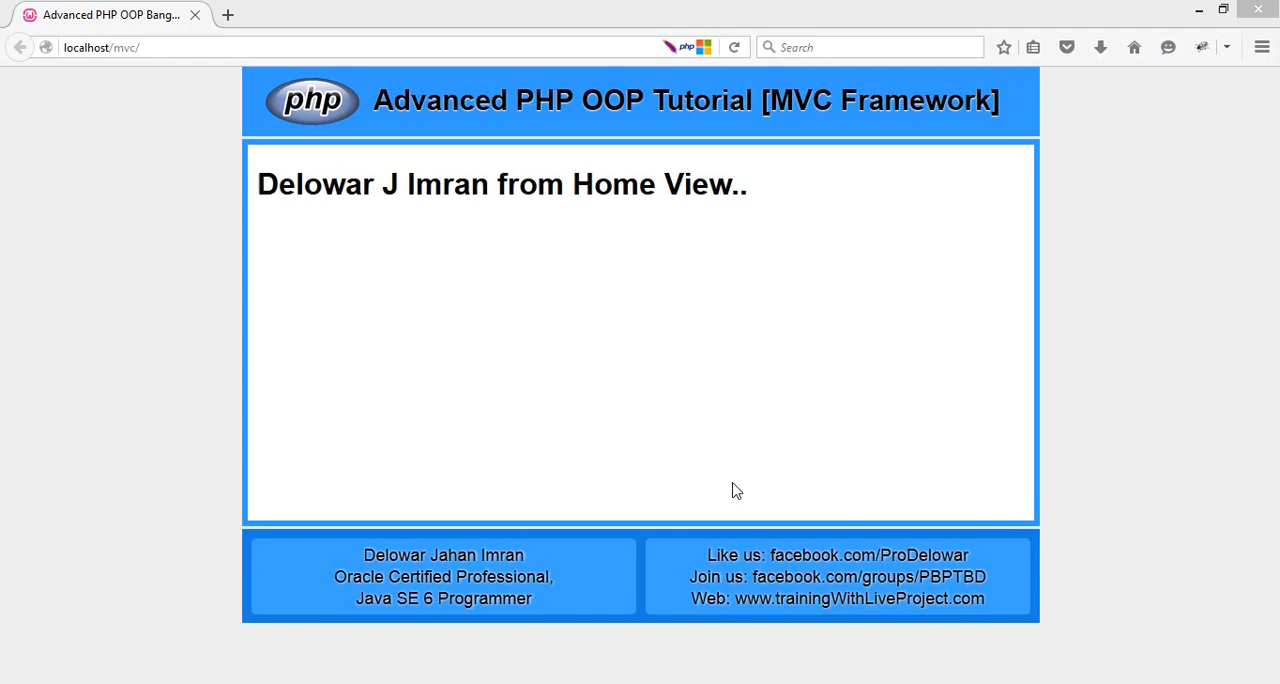 Advanced PHP OOP Bang...
localhost/mvc/
php
Search
php Advanced PHP OOP Tutorial [MVC Framework]
Delowar J Imran from Home View..
Delowar Jahan Imran
Oracle Certified Professional,
Java SE 6 Programmer
Like us: facebook.com/ProDelowar
Join us: facebook.com/groups/PBPTBD
Web: www.trainingWithLiveProject.com